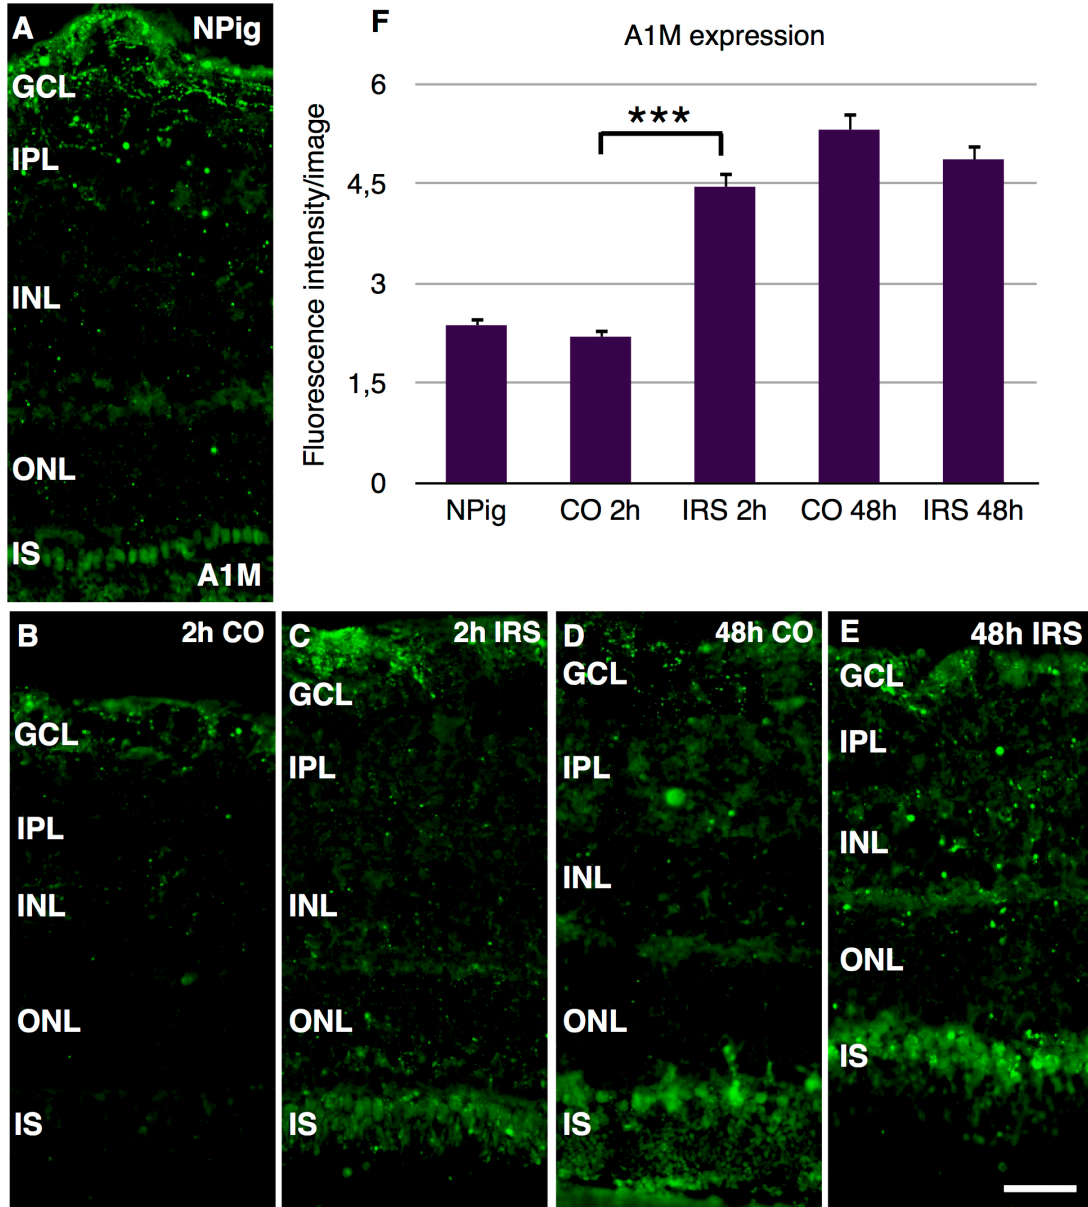 A
NPig
GCL
IPL
INL
ONL
IS
A1M
F
A1M expression
Fluorescence intensity/image
6
4,5
3
1,5
0
***
NPig CO 2h IRS 2h CO 48h IRS 48h
B
2h CO
GCL
IPL
INL
ONL
IS
C
2h IRS
GCL
IPL
INL
ONL
IS
D
48h CO
GCL
IPL
INL
ONL
IS
E
48h IRS
GCL
IPL
INL
ONL
IS